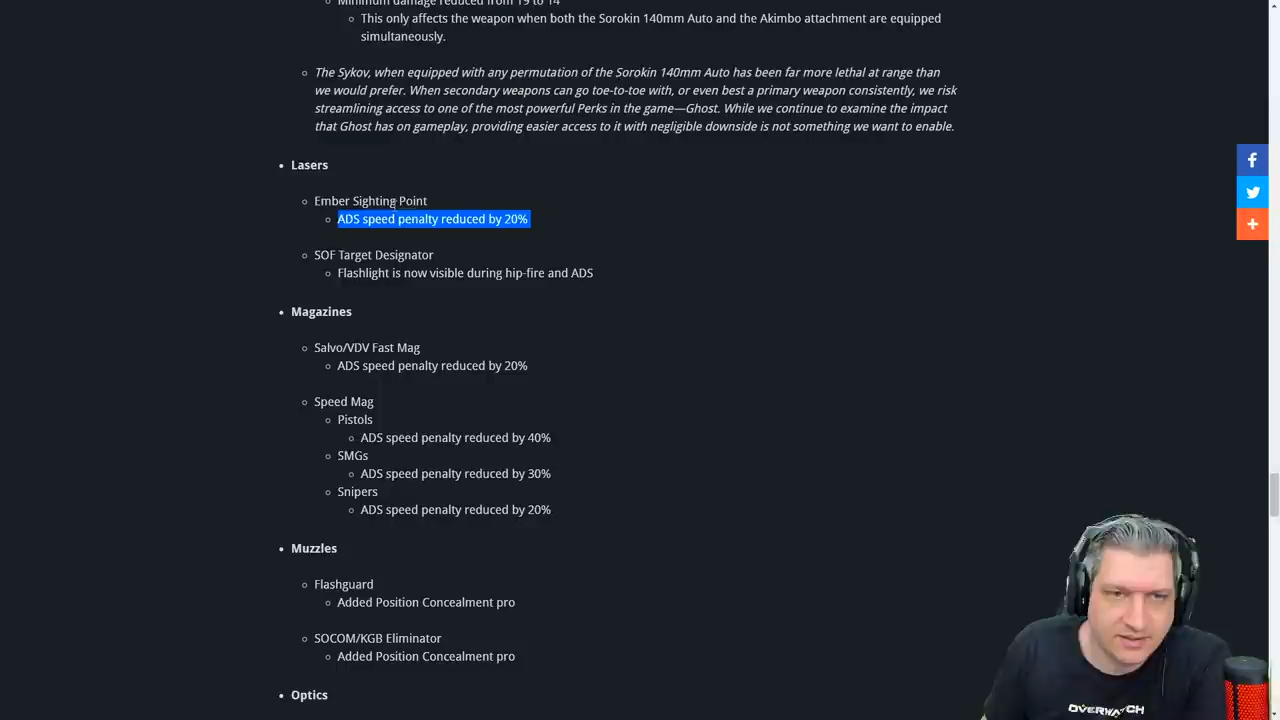 Minimum damage reduced from 19 to 14
This only affects the weapon when both the Sorokin 140mm Auto and the Akimbo attachment are equipped
simultaneously.
The Sykov, when equipped with any permutation of the Sorokin 140mm Auto has been far more lethal at range than
we would prefer. When secondary weapons can go toe-to-toe with, or even best a primary weapon consistently, we risk
streamlining access to one of the most powerful Perks in the game—Ghost. While we continue to examine the impact
that Ghost has on gameplay, providing easier access to it with negligible downside is not something we want to enable.
Lasers
Ember Sighting Point
ADS speed penalty reduced by 20%
SOF Target Designator
Flashlight is now visible during hip-fire and ADS
Magazines
Salvo/VDV Fast Mag
ADS speed penalty reduced by 20%
Speed Mag
Pistols
ADS speed penalty reduced by 40%
SMGs
ADS speed penalty reduced by 30%
Snipers
ADS speed penalty reduced by 20%
Muzzles
Flashguard
Added Position Concealment pro
SOCOM/KGB Eliminator
Added Position Concealment pro
Optics
OVERWATCH